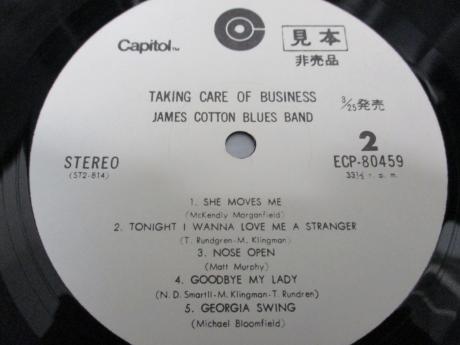 Capitol TM
見本
非売品
TAKING CARE OF BUSINESS
3/25発売
JAMES COTTON BLUES BAND
2
STEREO
ECP-80459
(ST2-814)
33⅓ r. p. m.
1. SHE MOVES ME
(McKendly Morganfield)
2. TONIGHT I WANNA LOVE ME A STRANGER
(T. Rundgren-M. Klingman)
3. NOSE OPEN
(Matt Murphy)
4. GOODBYE MY LADY
(N. D. Smartll-M. Klingman-T. Rundren)
5. GEORGIA SWING
(Michael Bloomfield)